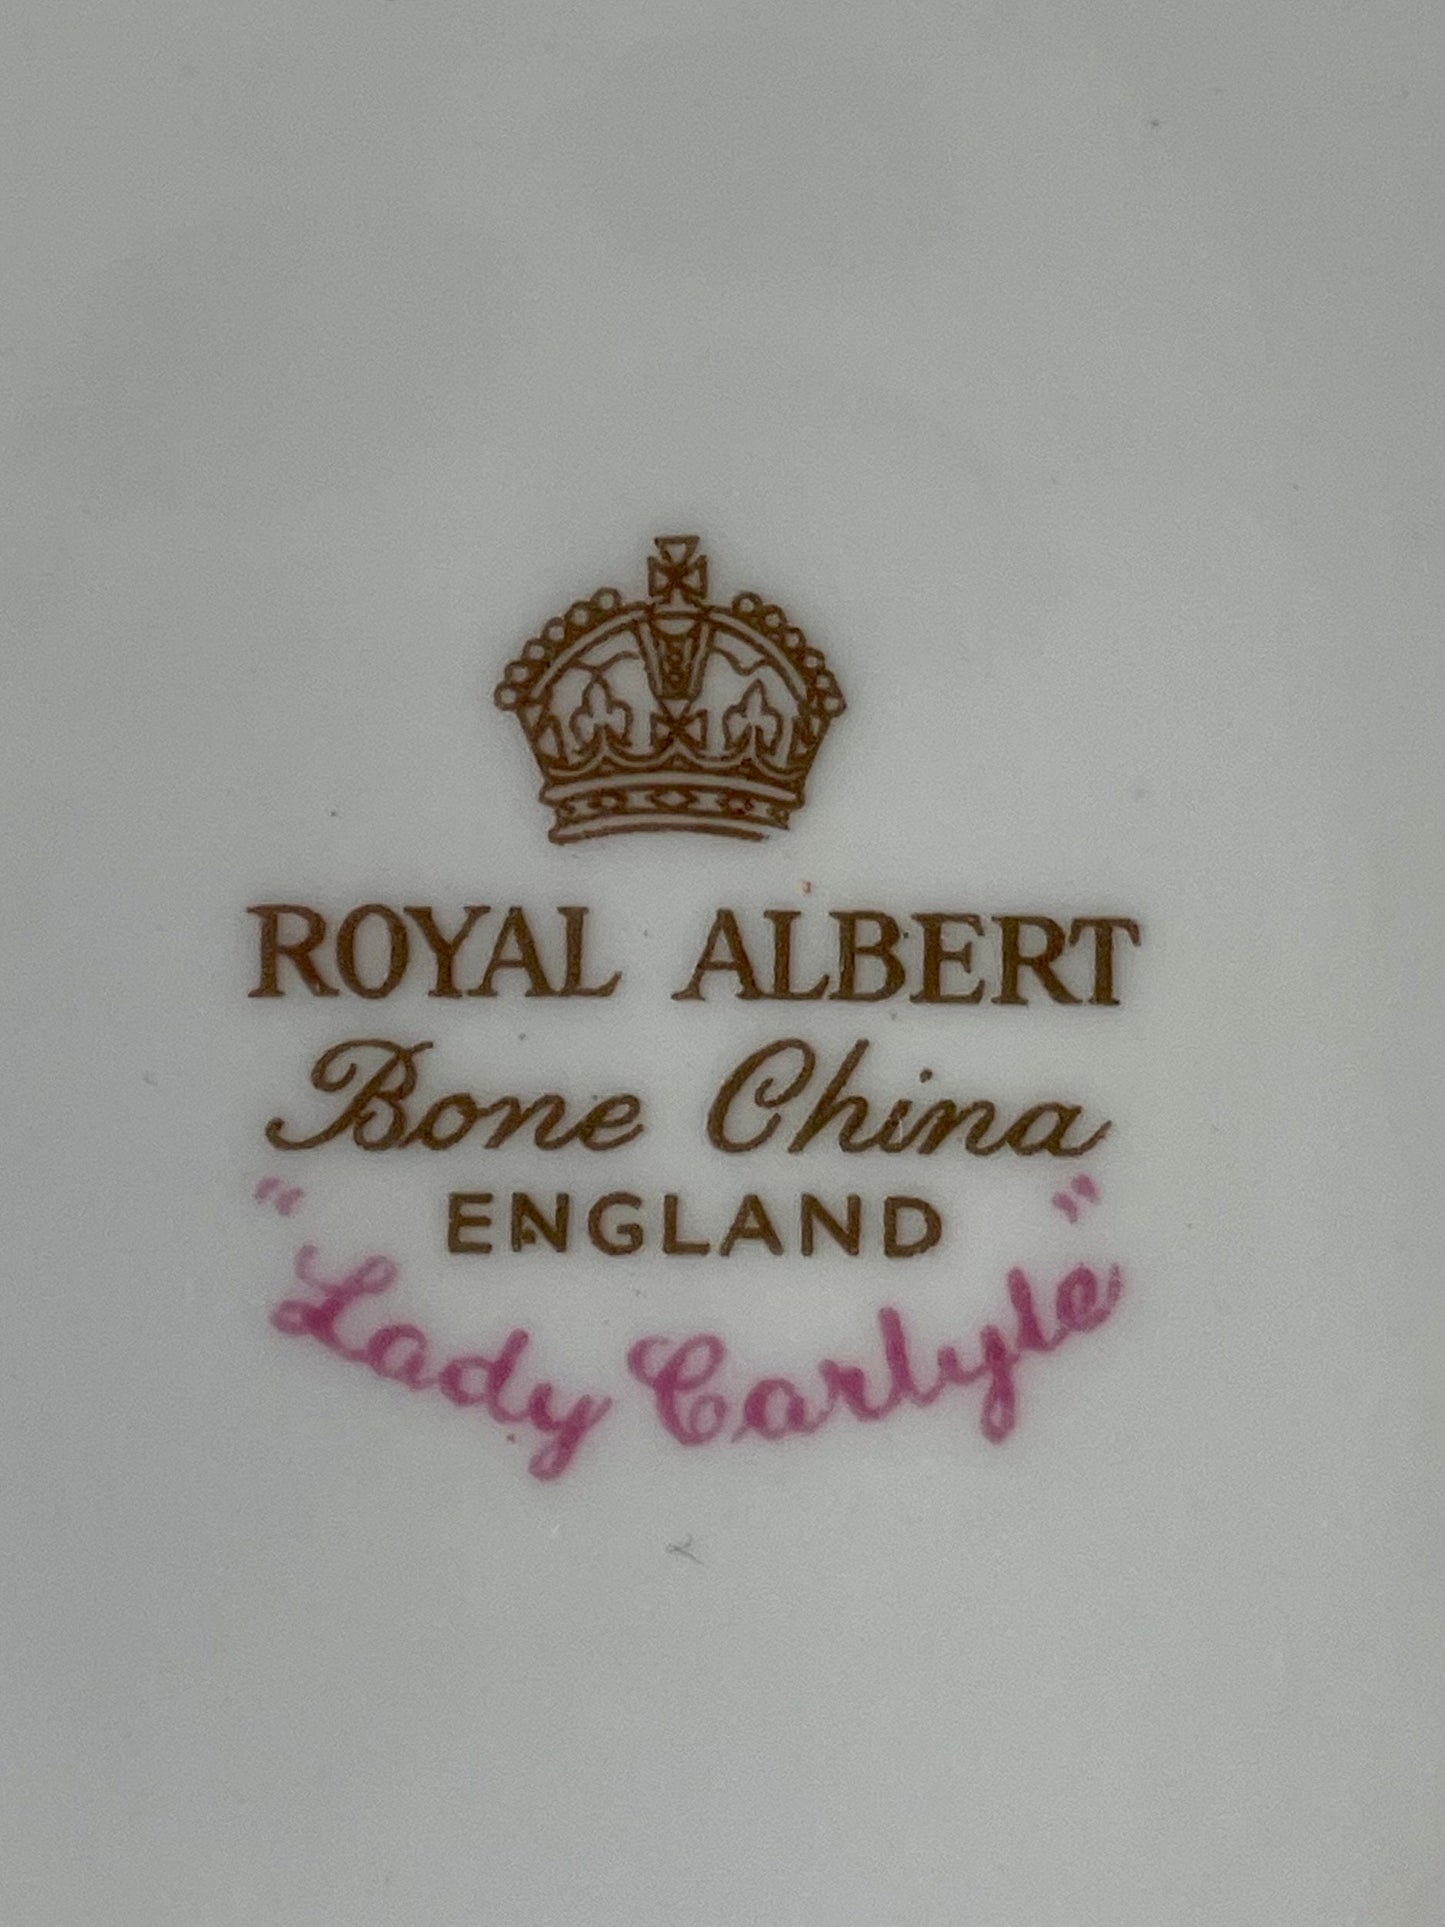 ROYAL ALBERT
Bone China
ENGLAND
"Lady Carlyle"